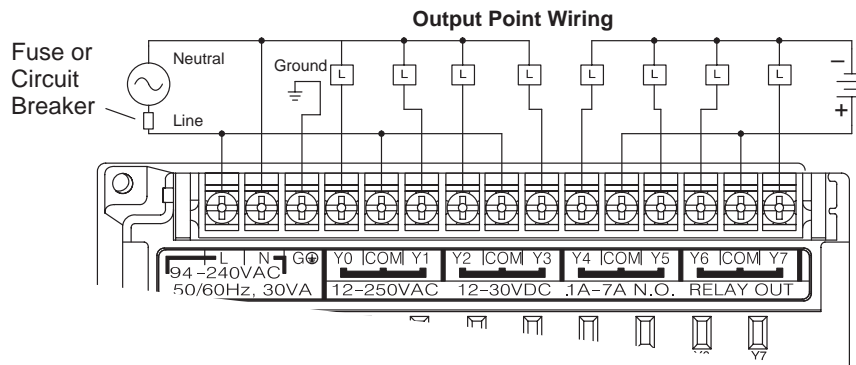 Output Point Wiring
Fuse or
Circuit
Breaker
Neutral
Line
Ground
L L L L L L L L
−
+
L N G Y0 COM Y1 Y2 COM Y3 Y4 COM Y5 Y6 COM Y7
94-240VAC
50/60Hz, 30VA 12-250VAC 12-30VDC .1A-7A N.O. RELAY OUT
Y7